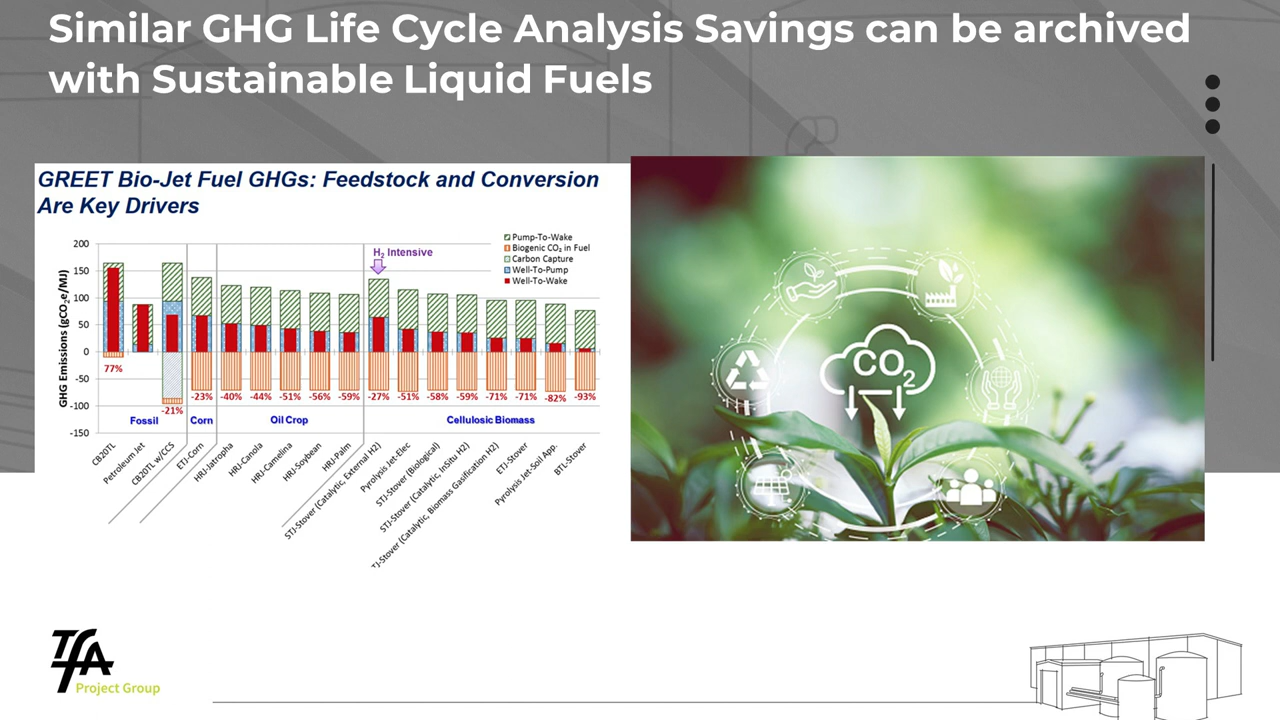 Similar GHG Life Cycle Analysis Savings can be archived
with Sustainable Liquid Fuels
GREET Bio-Jet Fuel GHGs: Feedstock and Conversion
Are Key Drivers
GHG Emissions (gCO₂e/MJ)
200
150
100
50
0
-50
-100
-150
H₂ Intensive
Pump-To-Wake
Biogenic CO₂ in Fuel
Carbon Capture
Well-To-Pump
Well-To-Wake
77%
-21%
-23%
-40%
-44%
-51%
-56%
-59%
-27%
-51%
-58%
-59%
-71%
-71%
-82%
-93%
Fossil
Corn
Oil Crop
Cellulosic Biomass
CB20TL
Petroleum Jet
CB20TL w/CCS
ETJ-Corn
HRJ-Jatropha
HRJ-Canola
HRJ-Camelina
HRJ-Soybean
HRJ-Palm
STJ-Stover (Catalytic, External H2)
Pyrolysis Jet-Elec
STJ-Stover (Biological)
STJ-Stover (Catalytic, InSitu H2)
TJ-Stover (Catalytic, Biomass Gasification H2)
ETJ-Stover
Pyrolysis Jet-Soil App.
BTL-Stover
CO₂
TFA
Project Group